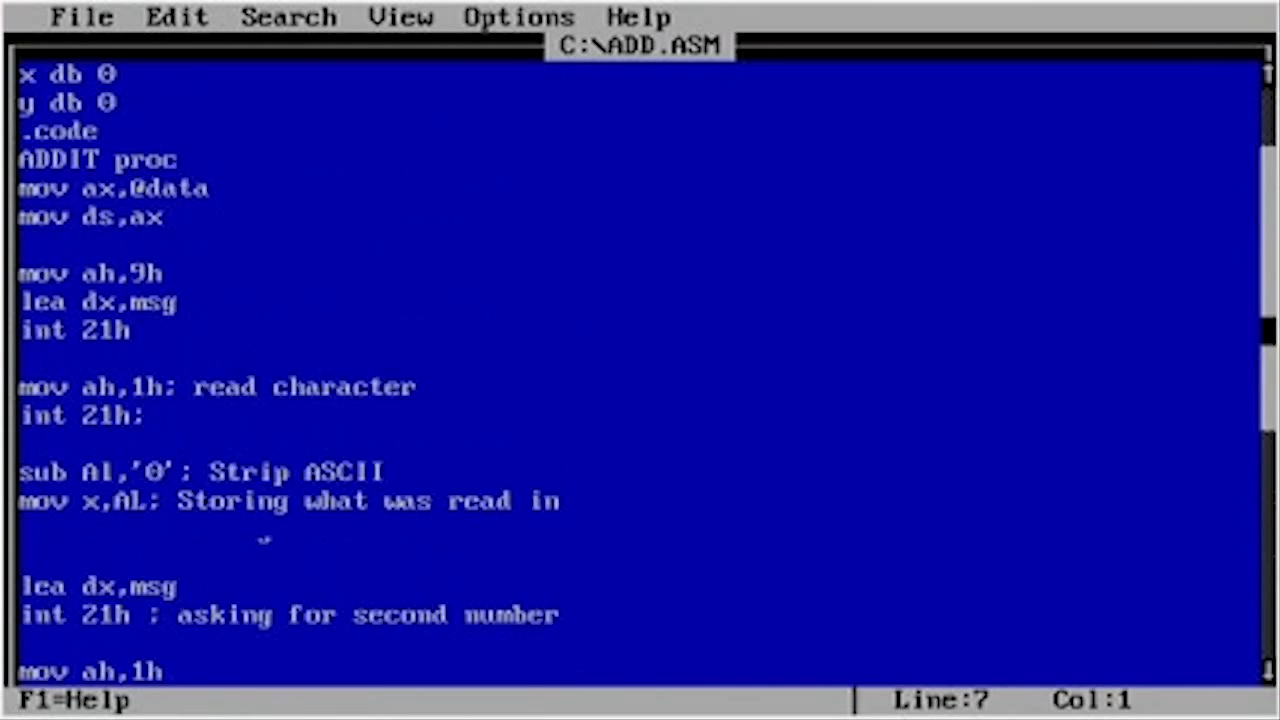 File Edit Search View Options Help
C:\ADD.ASM
x db 0
y db 0
.code
ADDIT proc
mov ax,@data
mov ds,ax
mov ah,9h
lea dx,msg
int 21h
mov ah,1h; read character
int 21h;
sub Al,'0'; Strip ASCII
mov x,AL; Storing what was read in
lea dx,msg
int 21h ; asking for second number
mov ah,1h
F1=Help Line:7 Col:1